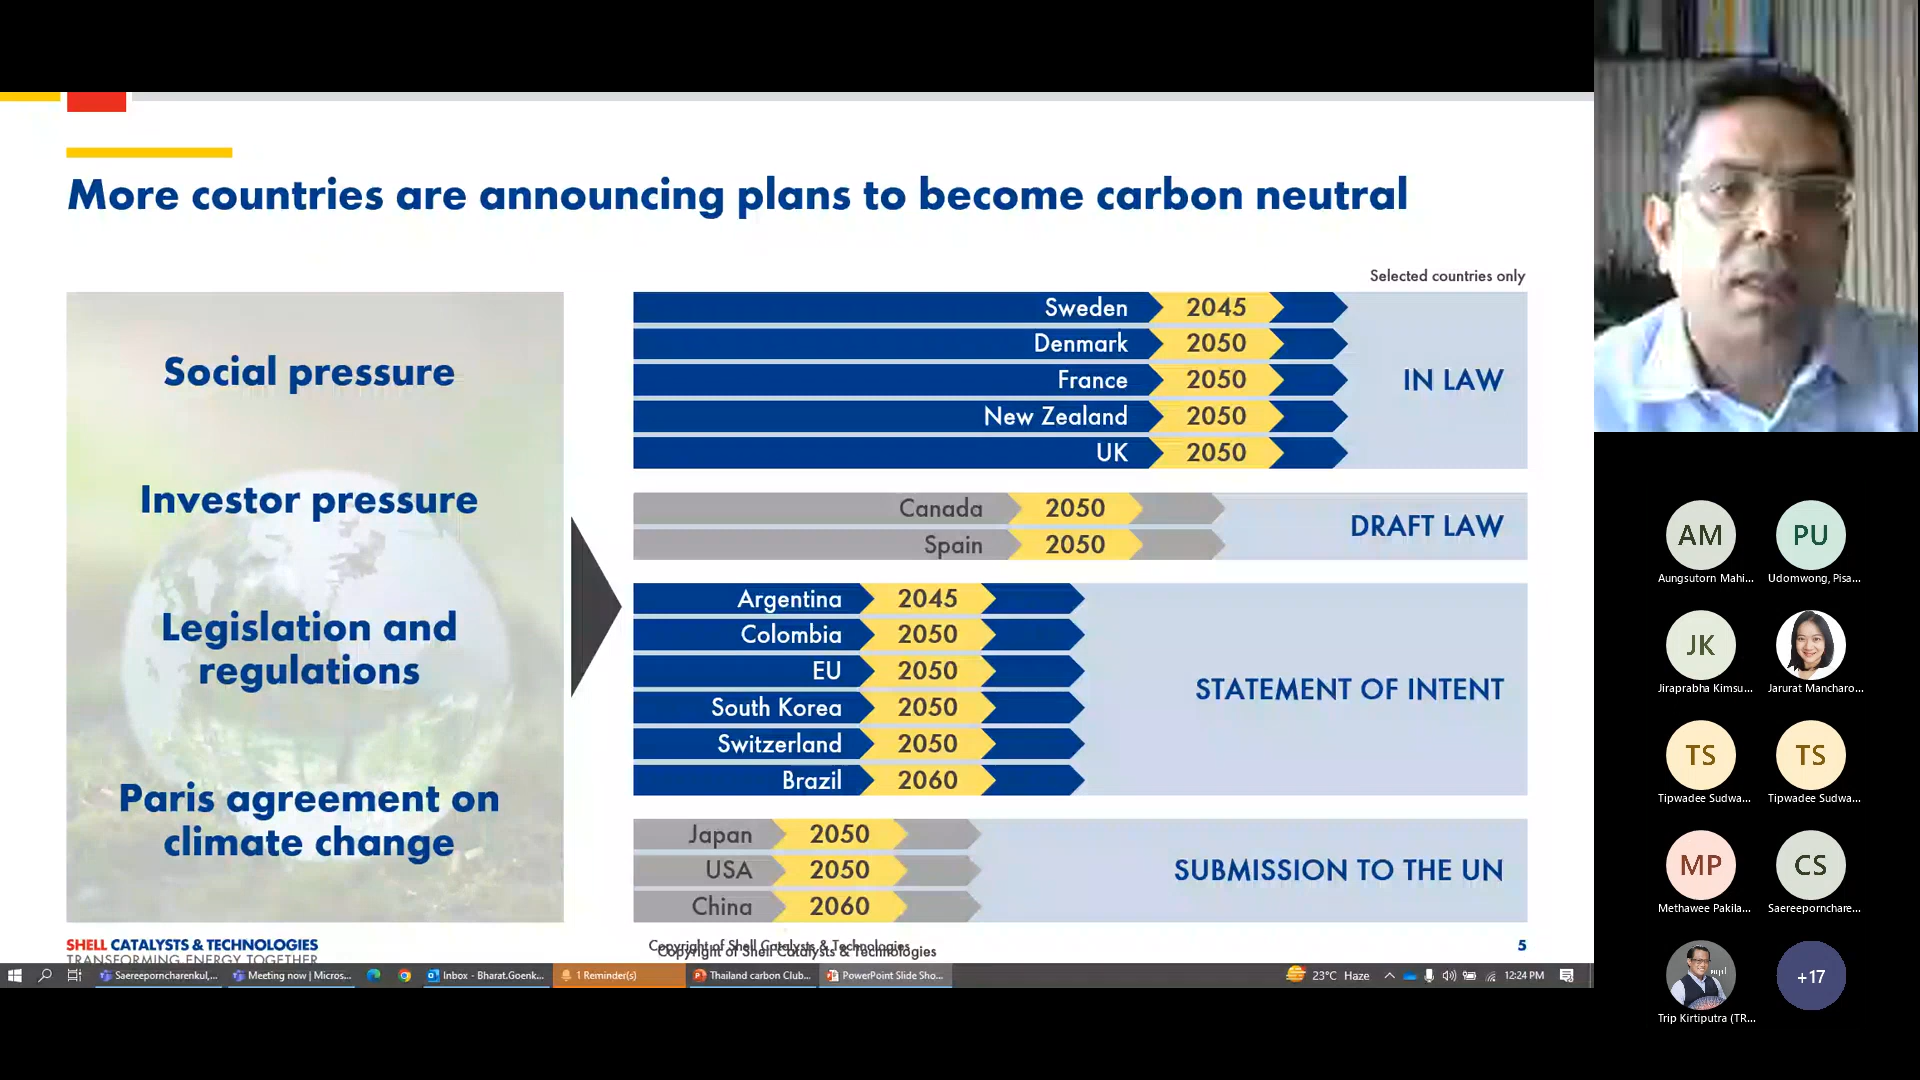 More countries are announcing plans to become carbon neutral
Selected countries only
Social pressure
Investor pressure
Legislation and
regulations
Paris agreement on
climate change
Sweden 2045
Denmark 2050
France 2050
New Zealand 2050
UK 2050
IN LAW
Canada 2050
Spain 2050
DRAFT LAW
Argentina 2045
Colombia 2050
EU 2050
South Korea 2050
Switzerland 2050
Brazil 2060
STATEMENT OF INTENT
Japan 2050
USA 2050
China 2060
SUBMISSION TO THE UN
SHELL CATALYSTS & TECHNOLOGIES
TRANSFORMING ENERGY TOGETHER
Copyright of Shell Catalysts & Technologies
Copyright of Shell Catalysts & Technologies
5
Saereeporncharenkul,...
Meeting now | Micros...
Inbox - Bharat.Goenk...
1 Reminder(s)
Thailand carbon Club...
PowerPoint Slide Sho...
23°C Haze
12:24 PM
AM
Aungsutorn Mahi...
PU
Udomwong, Pisa...
JK
Jiraprabha Kimsu...
Jarurat Mancharo...
TS
Tipwadee Sudwa...
TS
Tipwadee Sudwa...
MP
Methawee Pakila...
CS
Saereeporncharе...
Trip Kirtiputra (TR...
+17